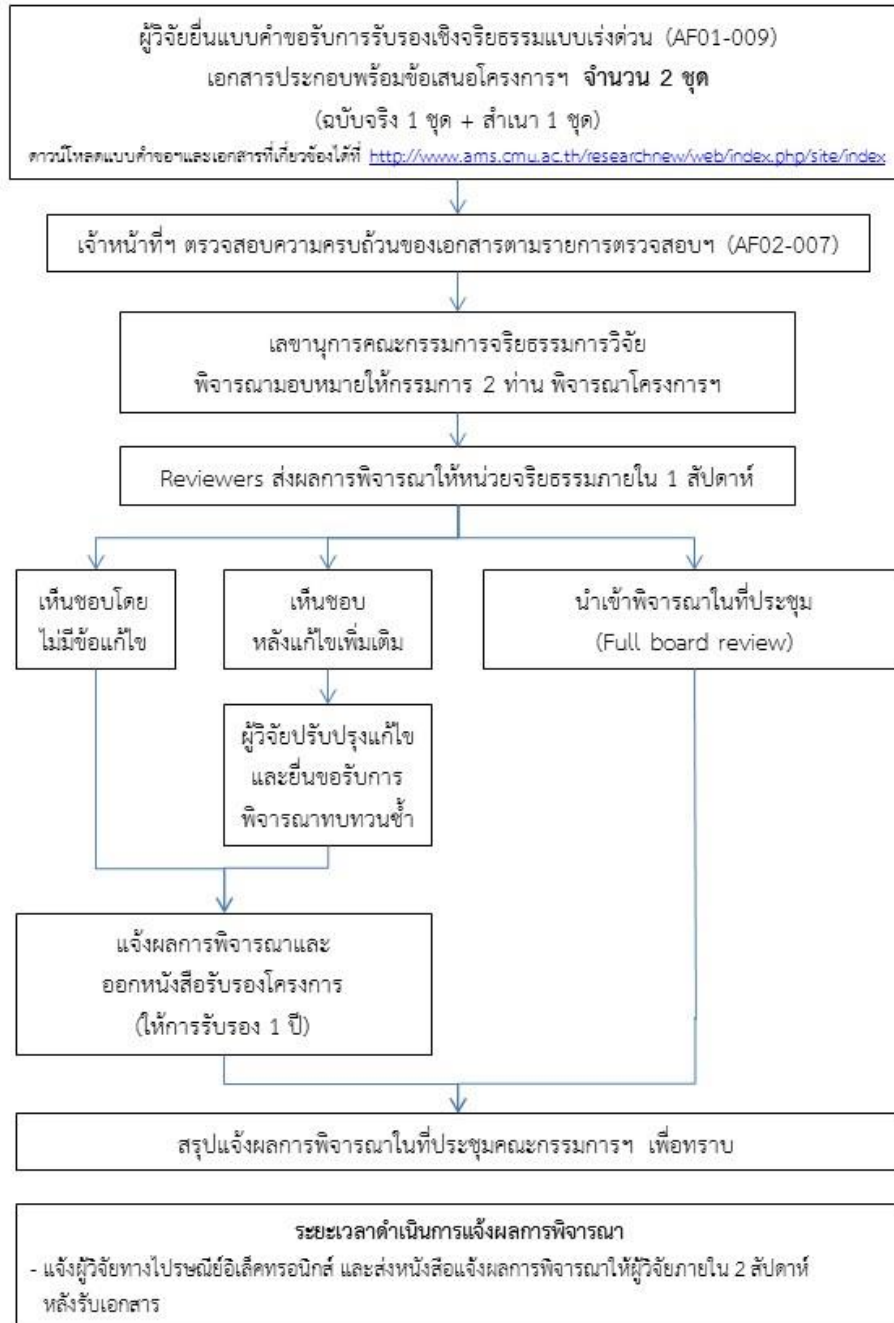 ผู้วิจัยยื่นแบบคำขอรับการรับรองเชิงจริยธรรมแบบเร่งด่วน (AF01-009)
เอกสารประกอบพร้อมข้อเสนอโครงการฯ จำนวน 2 ชุด
(ฉบับจริง 1 ชุด + สำเนา 1 ชุด)
ดาวน์โหลดแบบคำขอฯและเอกสารที่เกี่ยวข้องได้ที่ http://www.ams.cmu.ac.th/researchnew/web/index.php/site/index
เจ้าหน้าที่ฯ ตรวจสอบความครบถ้วนของเอกสารตามรายการตรวจสอบฯ (AF02-007)
เลขานุการคณะกรรมการจริยธรรมการวิจัย
พิจารณามอบหมายให้กรรมการ 2 ท่าน พิจารณาโครงการฯ
Reviewers ส่งผลการพิจารณาให้หน่วยจริยธรรมภายใน 1 สัปดาห์
เห็นชอบโดย
ไม่มีข้อแก้ไข
เห็นชอบ
หลังแก้ไขเพิ่มเติม
นำเข้าพิจารณาในที่ประชุม
(Full board review)
ผู้วิจัยปรับปรุงแก้ไข
และยื่นขอรับการ
พิจารณาทบทวนซ้ำ
แจ้งผลการพิจารณาและ
ออกหนังสือรับรองโครงการ
(ให้การรับรอง 1 ปี)
สรุปแจ้งผลการพิจารณาในที่ประชุมคณะกรรมการฯ เพื่อทราบ
ระยะเวลาดำเนินการแจ้งผลการพิจารณา
- แจ้งผู้วิจัยทางไปรษณีย์อิเล็คทรอนิกส์ และส่งหนังสือแจ้งผลการพิจารณาให้ผู้วิจัยภายใน 2 สัปดาห์
หลังรับเอกสาร